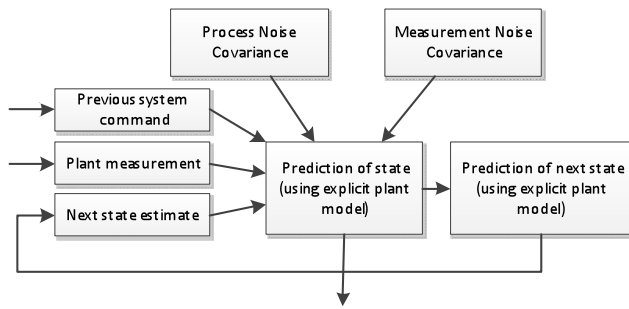 Process Noise
Covariance
Measurement Noise
Covariance
Previous system
command
Plant measurement
Next state estimate
Prediction of state
(using explicit plant
model)
Prediction of next state
(using explicit plant
model)